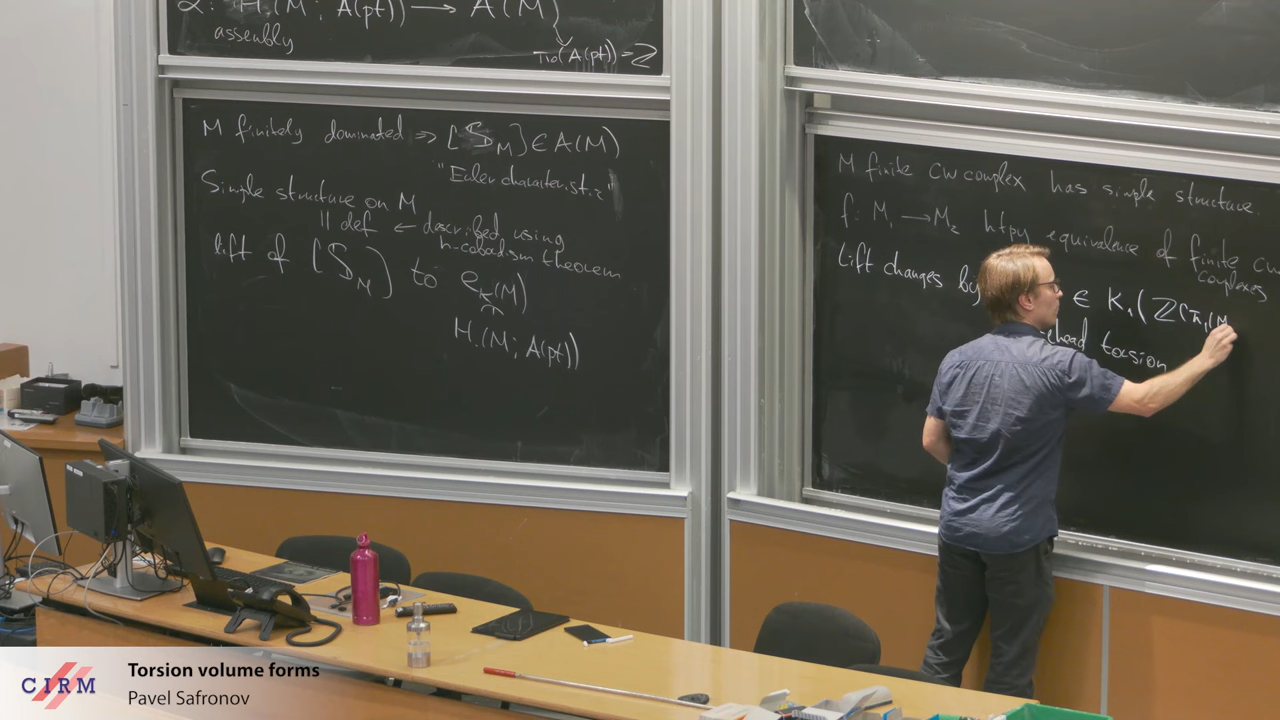 α: H.(M; A(pt)) → A(M)
assembly
π₀(A(pt)) = ℤ
M finitely dominated ⇒ [𝕊_M] ∈ A(M)
"Euler characteristic"
Simple structure on M
|| def ← described using
h-cobordism theorem
lift of [𝕊_M] to e_%(M)
H.(M; A(pt))
M finite CW complex has simple structure.
f: M₁ → M₂ htpy equivalence of finite CW
complexes
Lift changes by ∈ K₁(ℤ[π₁(M
torsion
CIRM
Torsion volume forms
Pavel Safronov